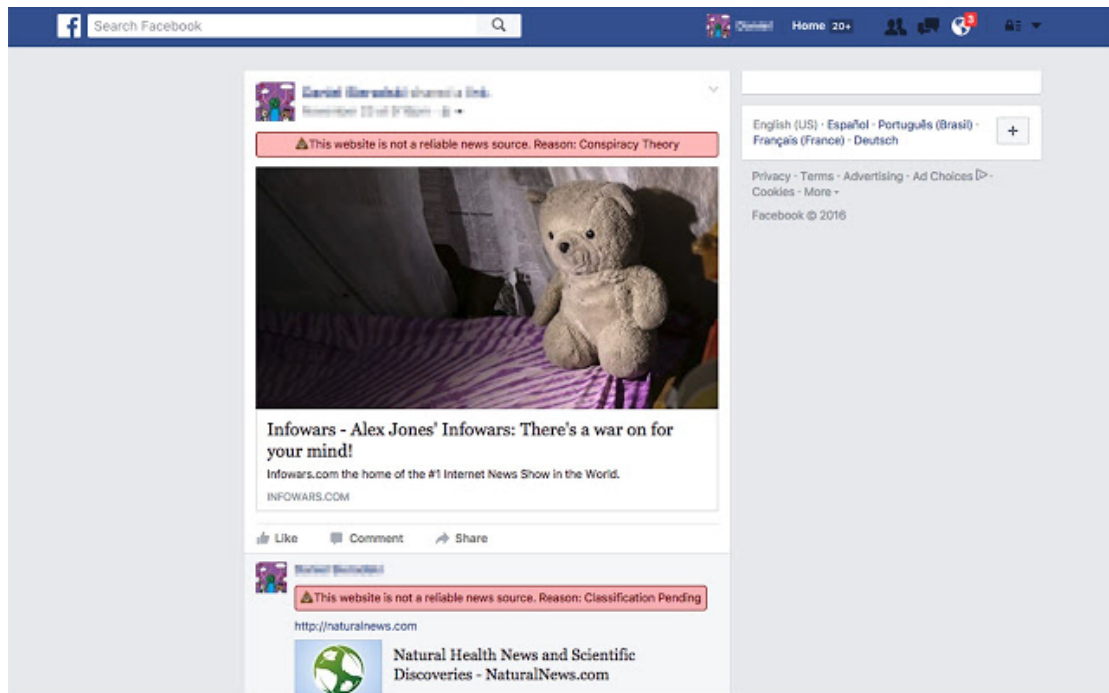 f
Search Facebook
Home 20+
3
shared a link.
This website is not a reliable news source. Reason: Conspiracy Theory
Infowars - Alex Jones' Infowars: There's a war on for
your mind!
Infowars.com the home of the #1 Internet News Show in the World.
INFOWARS.COM
Like Comment Share
This website is not a reliable news source. Reason: Classification Pending
http://naturalnews.com
Natural Health News and Scientific
Discoveries - NaturalNews.com
English (US) · Español · Português (Brasil) ·
Français (France) · Deutsch
+
Privacy · Terms · Advertising · Ad Choices ·
Cookies · More
Facebook © 2016